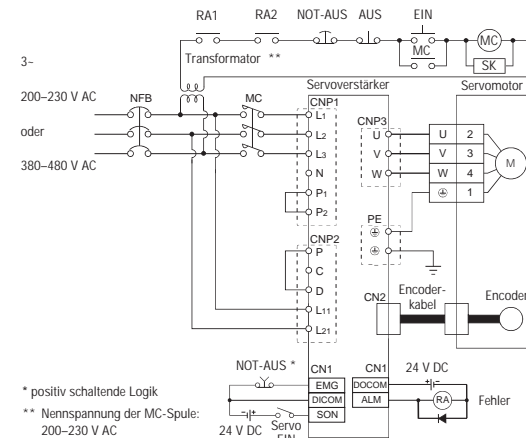 RA1 RA2 NOT-AUS AUS EIN
MC MC
SK
3~ Transformator **
200–230 V AC NFB MC
oder
380–480 V AC
Servoverstärker Servomotor
CNP1
L1
L2
L3
N
P1
P2
CNP3
U U 2
V V 3
W W 4
1
M
PE
CNP2
P
C
D
L11
L21
CN2 Encoder-
kabel
Encoder
NOT-AUS * CN1 CN1 24 V DC
EMG DOCOM
DICOM ALM RA Fehler
SON
24 V DC Servo
EIN
* positiv schaltende Logik
** Nennspannung der MC-Spule:
200–230 V AC